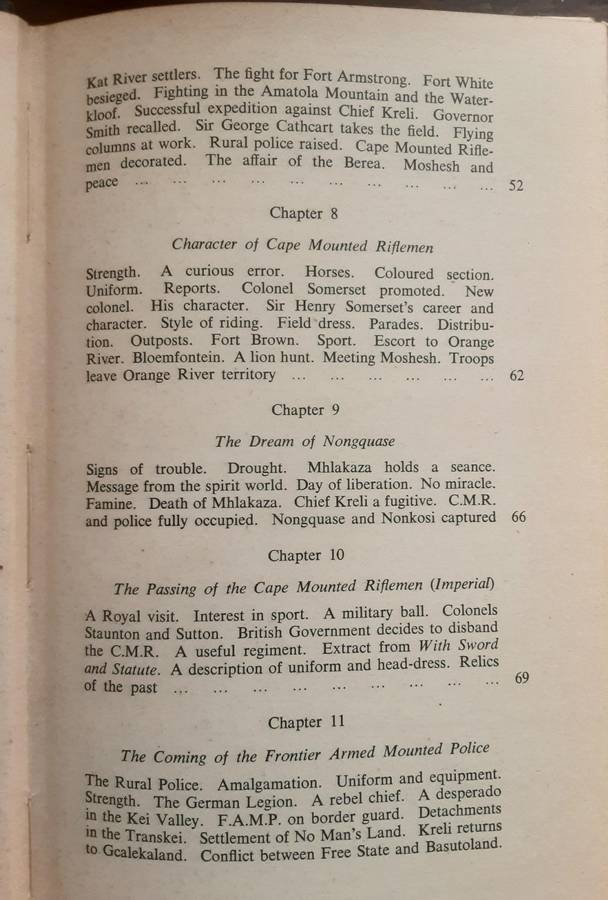 Kat River settlers. The fight for Fort Armstrong. Fort White
besieged. Fighting in the Amatola Mountain and the Water-
kloof. Successful expedition against Chief Kreli. Governor
Smith recalled. Sir George Cathcart takes the field. Flying
columns at work. Rural police raised. Cape Mounted Rifle-
men decorated. The affair of the Berea. Moshesh and
peace ... ... ... ... ... ... ... ... ... ... 52
Chapter 8
Character of Cape Mounted Riflemen
Strength. A curious error. Horses. Coloured section.
Uniform. Reports. Colonel Somerset promoted. New
colonel. His character. Sir Henry Somerset's career and
character. Style of riding. Field dress. Parades. Distribu-
tion. Outposts. Fort Brown. Sport. Escort to Orange
River. Bloemfontein. A lion hunt. Meeting Moshesh. Troops
leave Orange River territory ... ... ... ... ... ... 62
Chapter 9
The Dream of Nongquase
Signs of trouble. Drought. Mhlakaza holds a seance.
Message from the spirit world. Day of liberation. No miracle.
Famine. Death of Mhlakaza. Chief Kreli a fugitive. C.M.R.
and police fully occupied. Nongquase and Nonkosi captured 66
Chapter 10
The Passing of the Cape Mounted Riflemen (Imperial)
A Royal visit. Interest in sport. A military ball. Colonels
Staunton and Sutton. British Government decides to disband
the C.M.R. A useful regiment. Extract from With Sword
and Statute. A description of uniform and head-dress. Relics
of the past ... ... ... ... ... ... ... ... ... 69
Chapter 11
The Coming of the Frontier Armed Mounted Police
The Rural Police. Amalgamation. Uniform and equipment.
Strength. The German Legion. A rebel chief. A desperado
in the Kei Valley. F.A.M.P. on border guard. Detachments
in the Transkei. Settlement of No Man's Land. Kreli returns
to Gcalekaland. Conflict between Free State and Basutoland.